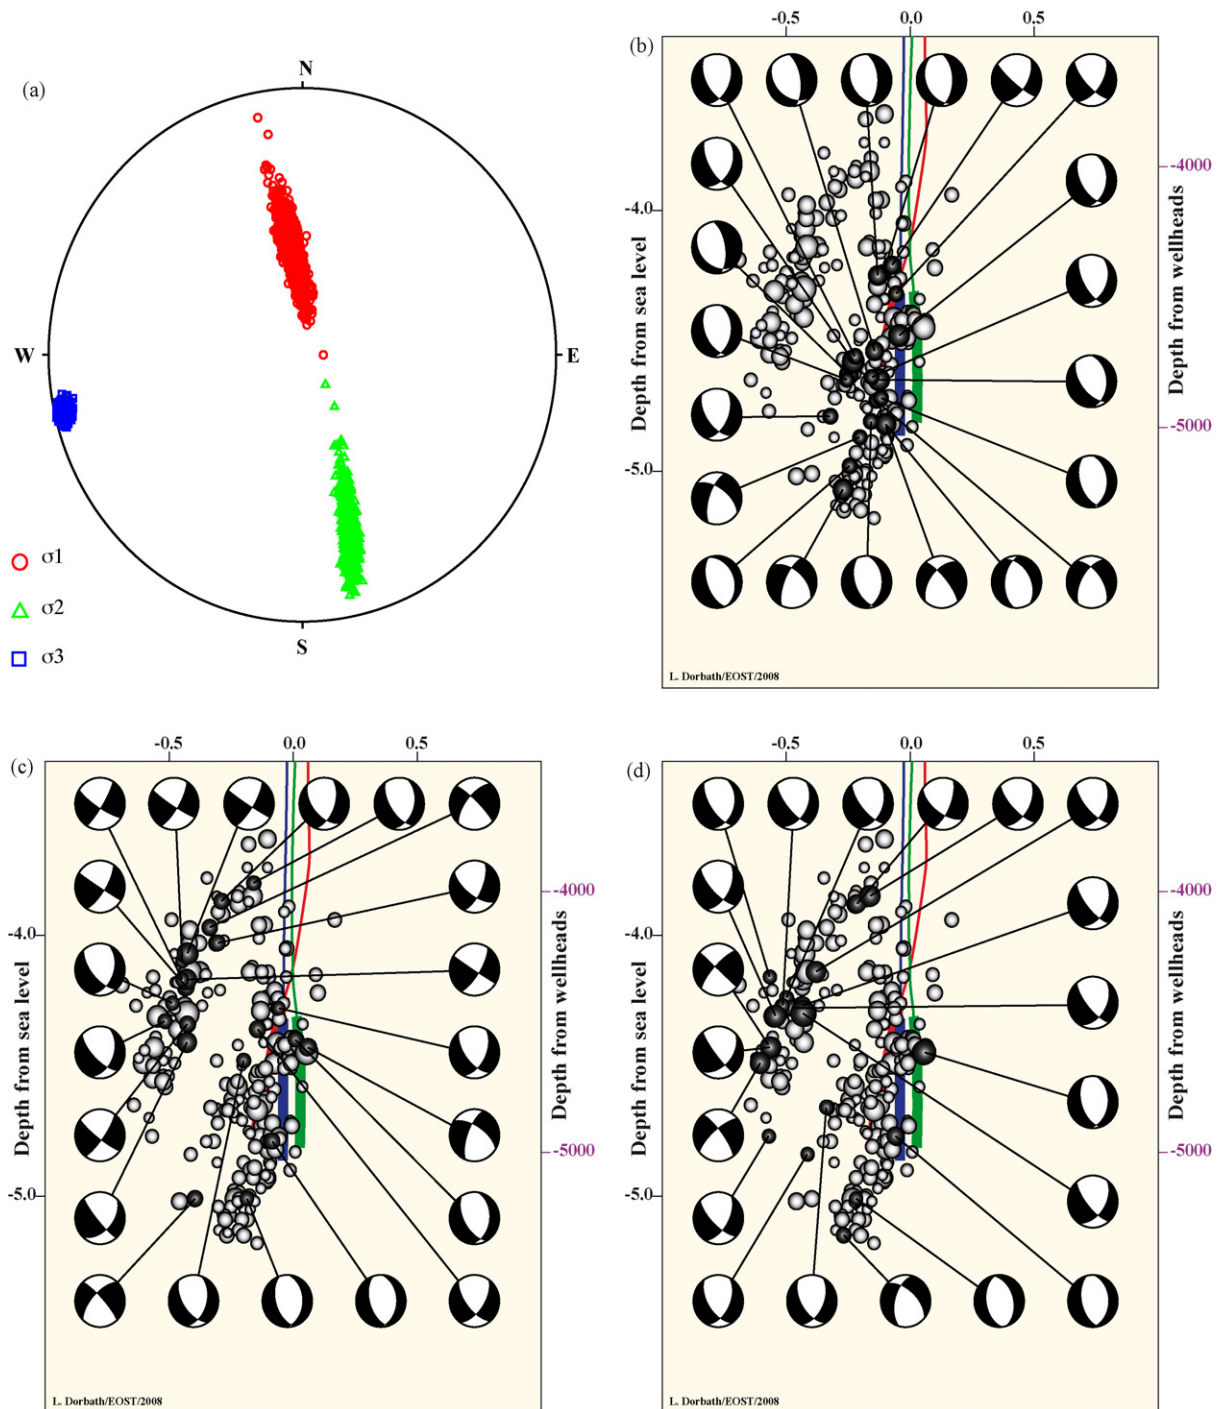 (a)
N
W
E
S
σ1
σ2
σ3
(b)
-0.5 0.0 0.5
Depth from sea level
-4.0
-5.0
Depth from wellheads
-4000
-5000
L. Dorbath/EOST/2008
(c)
-0.5 0.0 0.5
Depth from sea level
-4.0
-5.0
Depth from wellheads
-4000
-5000
L. Dorbath/EOST/2008
(d)
-0.5 0.0 0.5
Depth from sea level
-4.0
-5.0
Depth from wellheads
-4000
-5000
L. Dorbath/EOST/2008